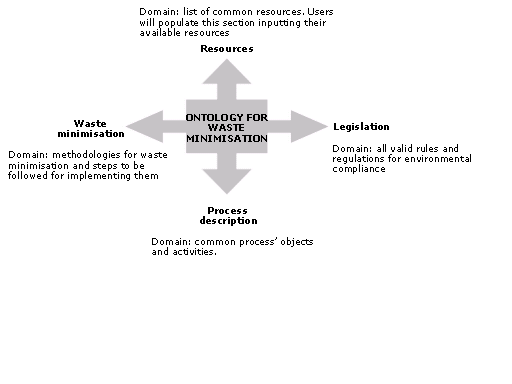 Domain: list of common resources. Users
will populate this section inputting their
available resources
Resources
ONTOLOGY FOR
WASTE
MINIMISATION
Waste
minimisation
Domain: methodologies for waste
minimisation and steps to be
followed for implementing them
Legislation
Domain: all valid rules and
regulations for environmental
compliance
Process
description
Domain: common process’ objects
and activities.